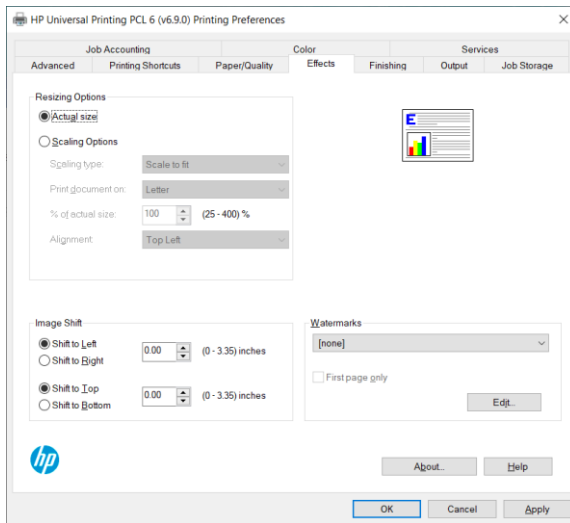 HP Universal Printing PCL 6 (v6.9.0) Printing Preferences
Job Accounting Color Services
Advanced Printing Shortcuts Paper/Quality Effects Finishing Output Job Storage
Resizing Options
Actual size
Scaling Options
Scaling type: Scale to fit
Print document on: Letter
% of actual size: 100 (25 - 400) %
Alignment: Top Left
E
Image Shift
Shift to Left
Shift to Right
0.00 (0 - 3.35) inches
Shift to Top
Shift to Bottom
0.00 (0 - 3.35) inches
Watermarks
[none]
First page only
Edit...
hp
About... Help
OK Cancel Apply